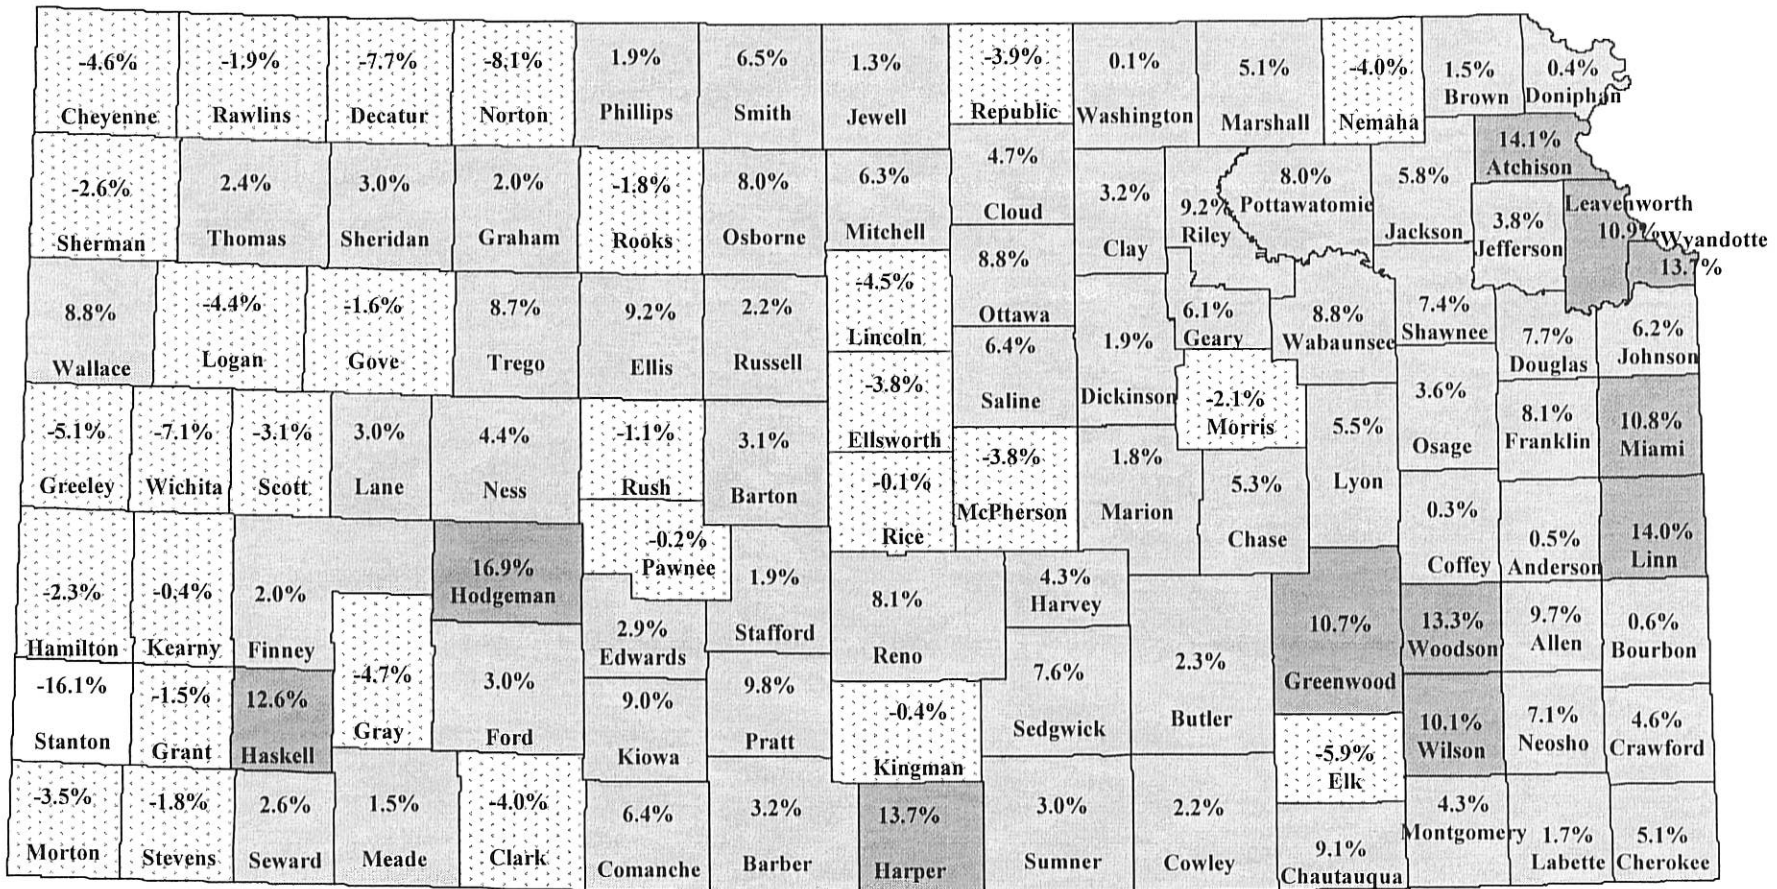 -4.6%
Cheyenne
-1.9%
Rawlins
-7.7%
Decatur
-8.1%
Norton
1.9%
Phillips
6.5%
Smith
1.3%
Jewell
-3.9%
Republic
0.1%
Washington
5.1%
Marshall
-4.0%
Nemaha
1.5%
Brown
0.4%
Doniphan
14.1%
Atchison
-2.6%
Sherman
2.4%
Thomas
3.0%
Sheridan
2.0%
Graham
-1.8%
Rooks
8.0%
Osborne
6.3%
Mitchell
4.7%
Cloud
3.2%
Clay
9.2%
Riley
8.0%
Pottawatomie
5.8%
Jackson
3.8%
Jefferson
Leavenworth
10.9%
Wyandotte
13.7%
8.8%
Wallace
-4.4%
Logan
-1.6%
Gove
8.7%
Trego
9.2%
Ellis
2.2%
Russell
-4.5%
Lincoln
8.8%
Ottawa
1.9%
Dickinson
6.1%
Geary
8.8%
Wabaunsee
7.4%
Shawnee
7.7%
Douglas
6.2%
Johnson
-3.8%
Ellsworth
6.4%
Saline
-2.1%
Morris
3.6%
Osage
8.1%
Franklin
10.8%
Miami
-5.1%
Greeley
-7.1%
Wichita
-3.1%
Scott
3.0%
Lane
4.4%
Ness
-1.1%
Rush
3.1%
Barton
-0.1%
Rice
-3.8%
McPherson
1.8%
Marion
5.3%
Chase
5.5%
Lyon
0.3%
Coffey
0.5%
Anderson
14.0%
Linn
-2.3%
Hamilton
-0.4%
Kearny
2.0%
Finney
16.9%
Hodgeman
-0.2%
Pawnee
1.9%
Stafford
8.1%
Reno
4.3%
Harvey
2.9%
Edwards
10.7%
Greenwood
13.3%
Woodson
9.7%
Allen
0.6%
Bourbon
-16.1%
Stanton
-1.5%
Grant
12.6%
Haskell
-4.7%
Gray
3.0%
Ford
9.0%
Kiowa
9.8%
Pratt
-0.4%
Kingman
7.6%
Sedgwick
2.3%
Butler
-5.9%
Elk
10.1%
Wilson
7.1%
Neosho
4.6%
Crawford
-3.5%
Morton
-1.8%
Stevens
2.6%
Seward
1.5%
Meade
-4.0%
Clark
6.4%
Comanche
3.2%
Barber
13.7%
Harper
3.0%
Sumner
2.2%
Cowley
9.1%
Chautauqua
4.3%
Montgomery
1.7%
Labette
5.1%
Cherokee